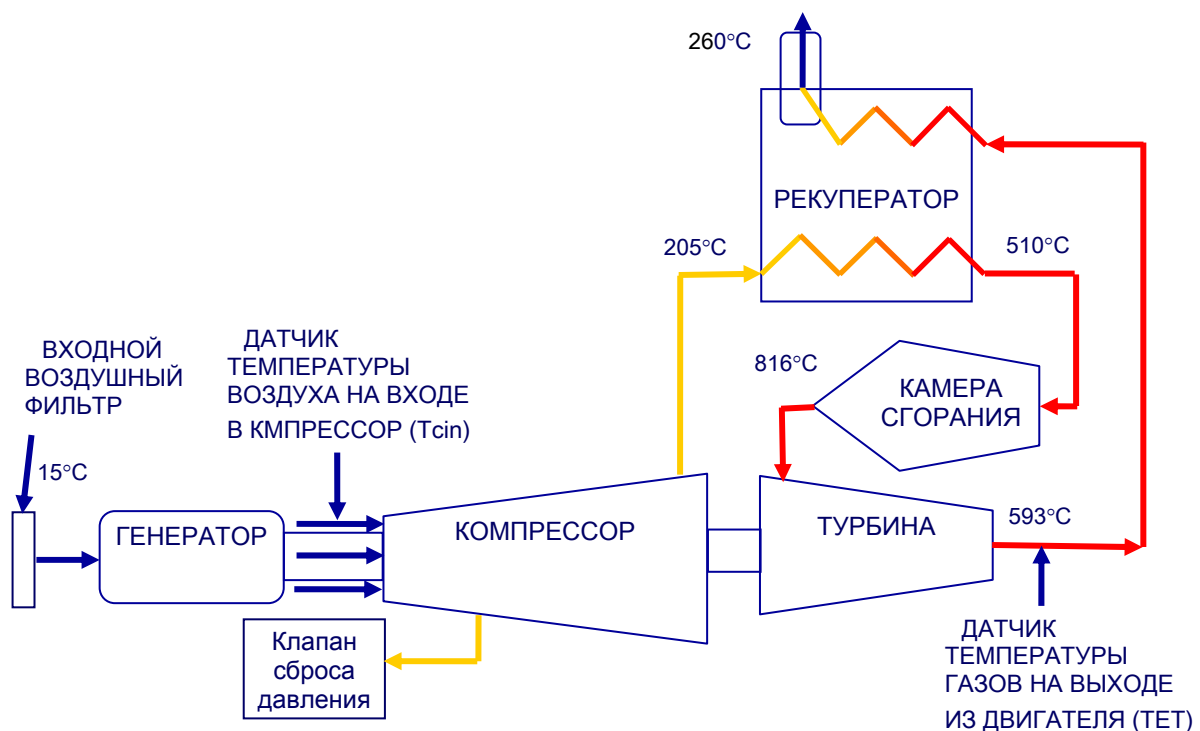 260°C
РЕКУПЕРАТОР
205°C
510°C
ВХОДНОЙ
ВОЗДУШНЫЙ
ФИЛЬТР
ДАТЧИК
ТЕМПЕРАТУРЫ
ВОЗДУХА НА ВХОДЕ
В КМПРЕССОР (Tcin)
816°C
КАМЕРА
СГОРАНИЯ
15°C
ГЕНЕРАТОР
КОМПРЕССОР
ТУРБИНА
593°C
Клапан
сброса
давления
ДАТЧИК
ТЕМПЕРАТУРЫ
ГАЗОВ НА ВЫХОДЕ
ИЗ ДВИГАТЕЛЯ (TET)